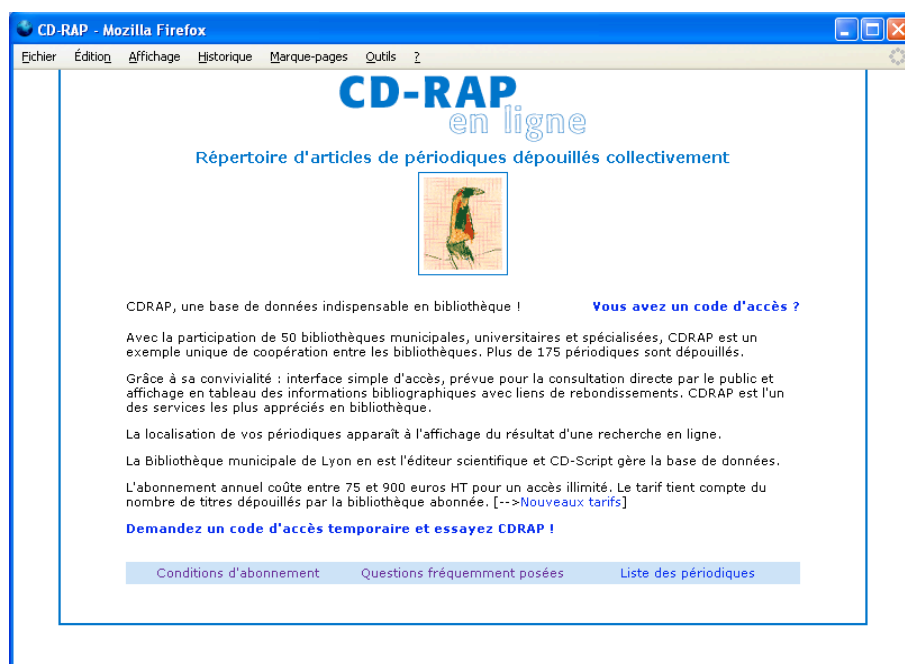 CD-RAP - Mozilla Firefox
Fichier Édition Affichage Historique Marque-pages Outils ?
CD-RAP
en ligne
Répertoire d'articles de périodiques dépouillés collectivement
CDRAP, une base de données indispensable en bibliothèque ! Vous avez un code d'accès ?
Avec la participation de 50 bibliothèques municipales, universitaires et spécialisées, CDRAP est un
exemple unique de coopération entre les bibliothèques. Plus de 175 périodiques sont dépouillés.
Grâce à sa convivialité : interface simple d'accès, prévue pour la consultation directe par le public et
affichage en tableau des informations bibliographiques avec liens de rebondissements. CDRAP est l'un
des services les plus appréciés en bibliothèque.
La localisation de vos périodiques apparaît à l'affichage du résultat d'une recherche en ligne.
La Bibliothèque municipale de Lyon en est l'éditeur scientifique et CD-Script gère la base de données.
L'abonnement annuel coûte entre 75 et 900 euros HT pour un accès illimité. Le tarif tient compte du
nombre de titres dépouillés par la bibliothèque abonnée. [-->Nouveaux tarifs]
Demandez un code d'accès temporaire et essayez CDRAP !
Conditions d'abonnement Questions fréquemment posées Liste des périodiques